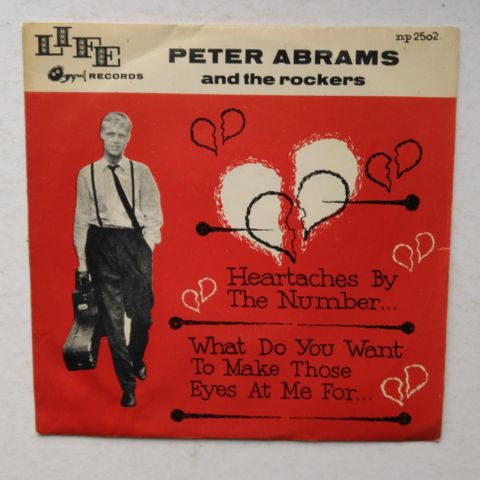 LIFE
RECORDS
PETER ABRAMS
and the rockers
np 2502
Heartaches By
The Number...
What Do You Want
To Make Those
Eyes At Me For...